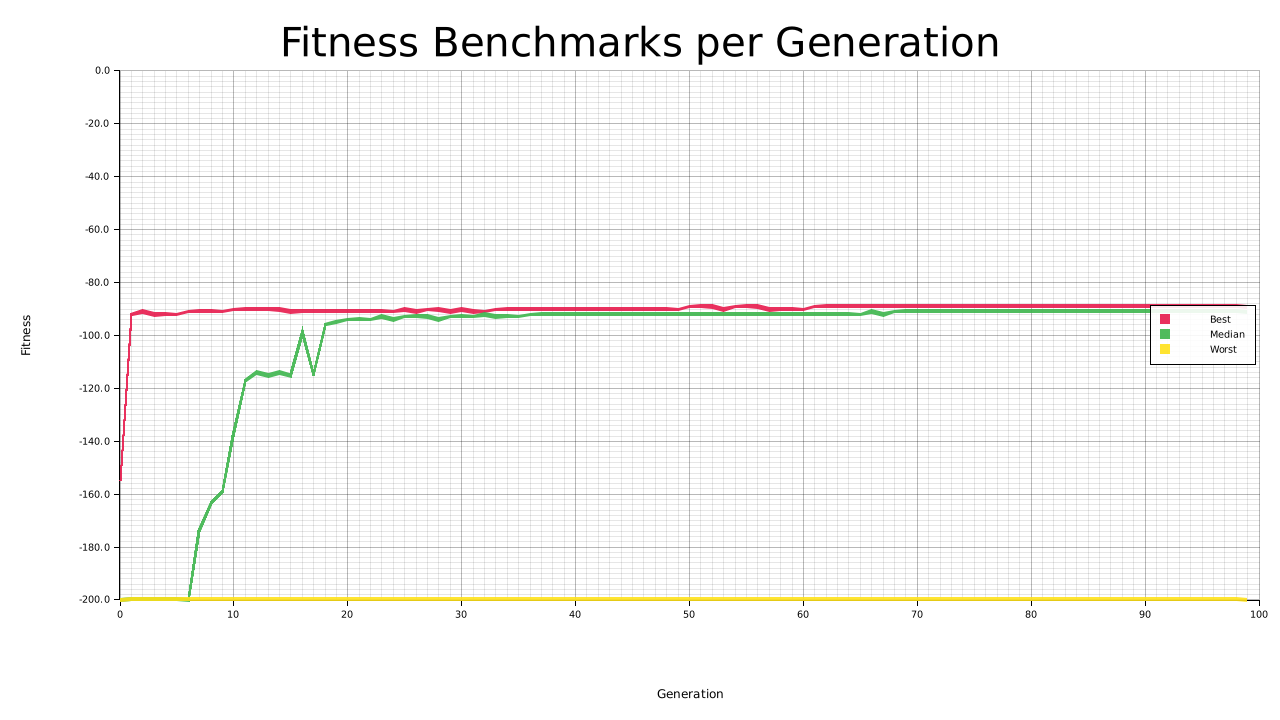 Fitness Benchmarks per Generation
Fitness
0.0
-20.0
-40.0
-60.0
-80.0
-100.0
-120.0
-140.0
-160.0
-180.0
-200.0
0 10 20 30 40 50 60 70 80 90 100
Generation
Best
Median
Worst